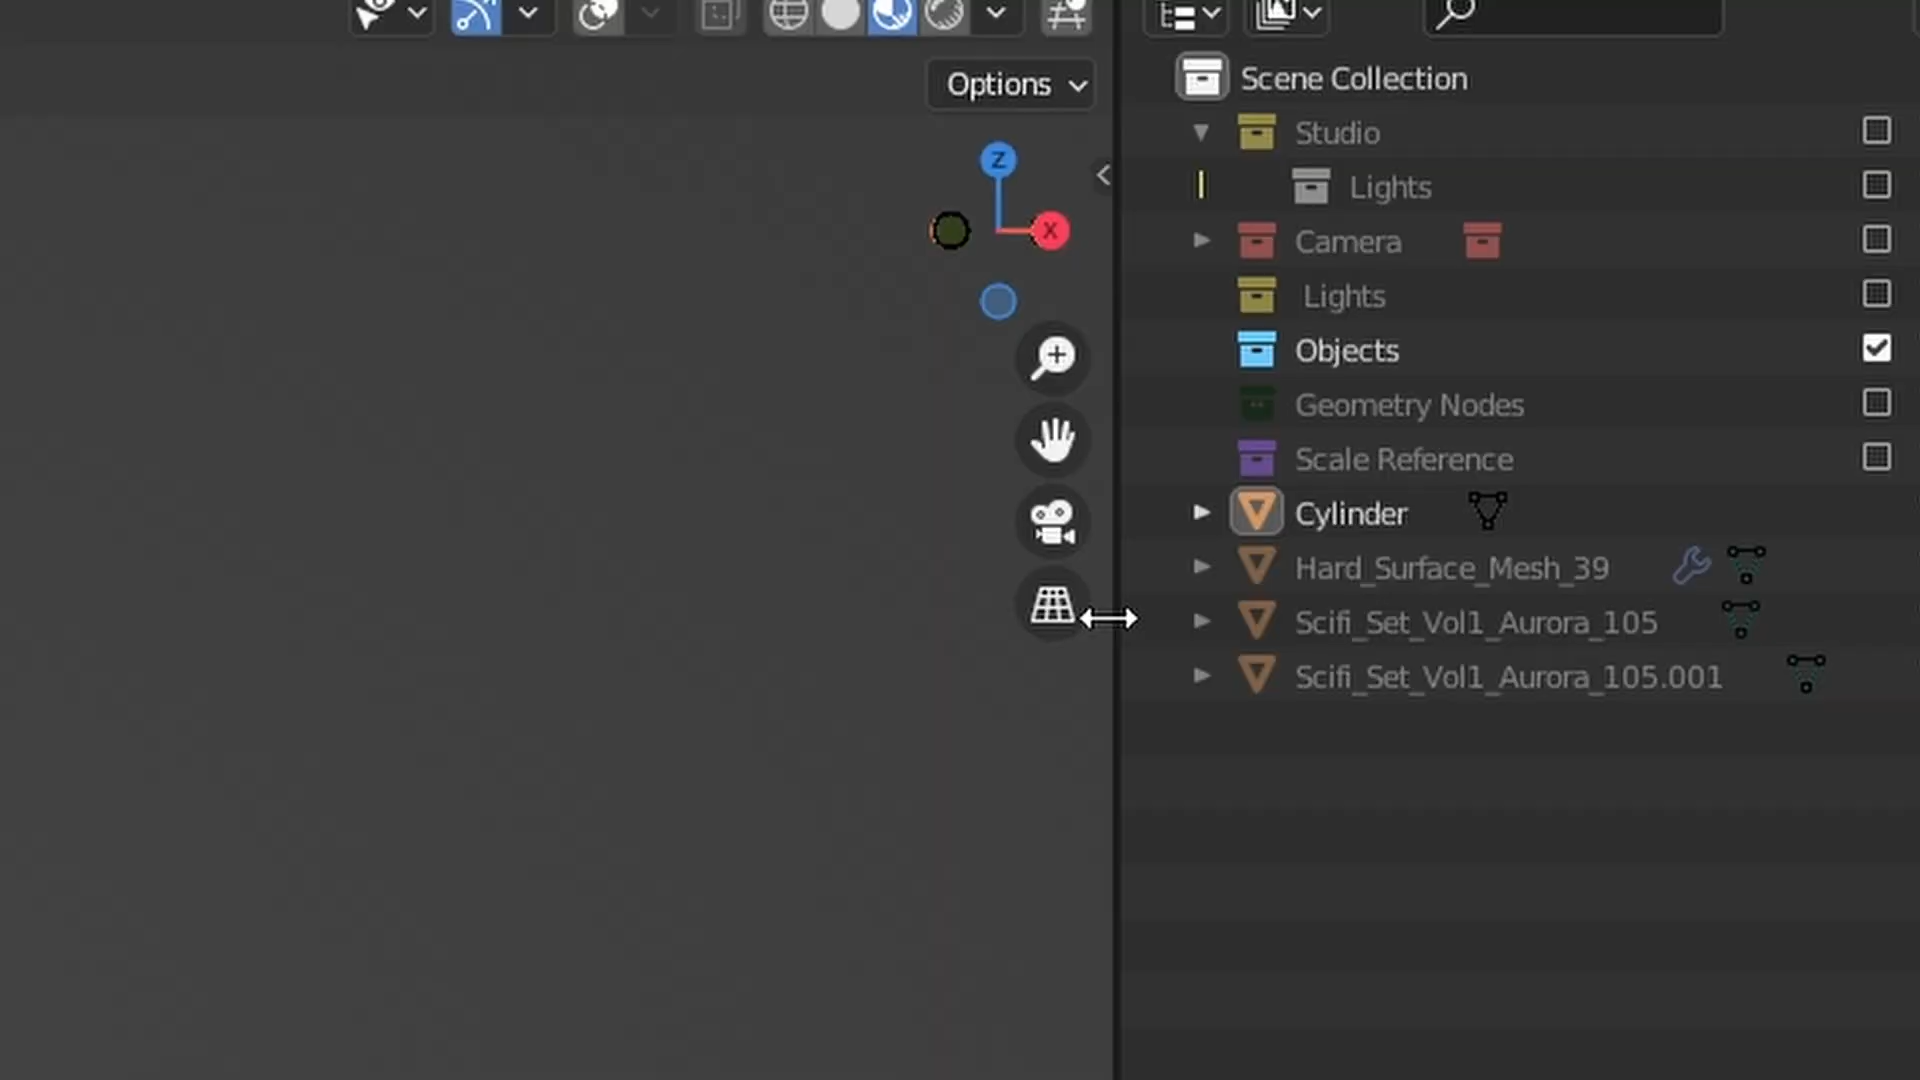 Options
Z
X
Scene Collection
Studio
Lights
Camera
Lights
Objects
Geometry Nodes
Scale Reference
Cylinder
Hard_Surface_Mesh_39
Scifi_Set_Vol1_Aurora_105
Scifi_Set_Vol1_Aurora_105.001